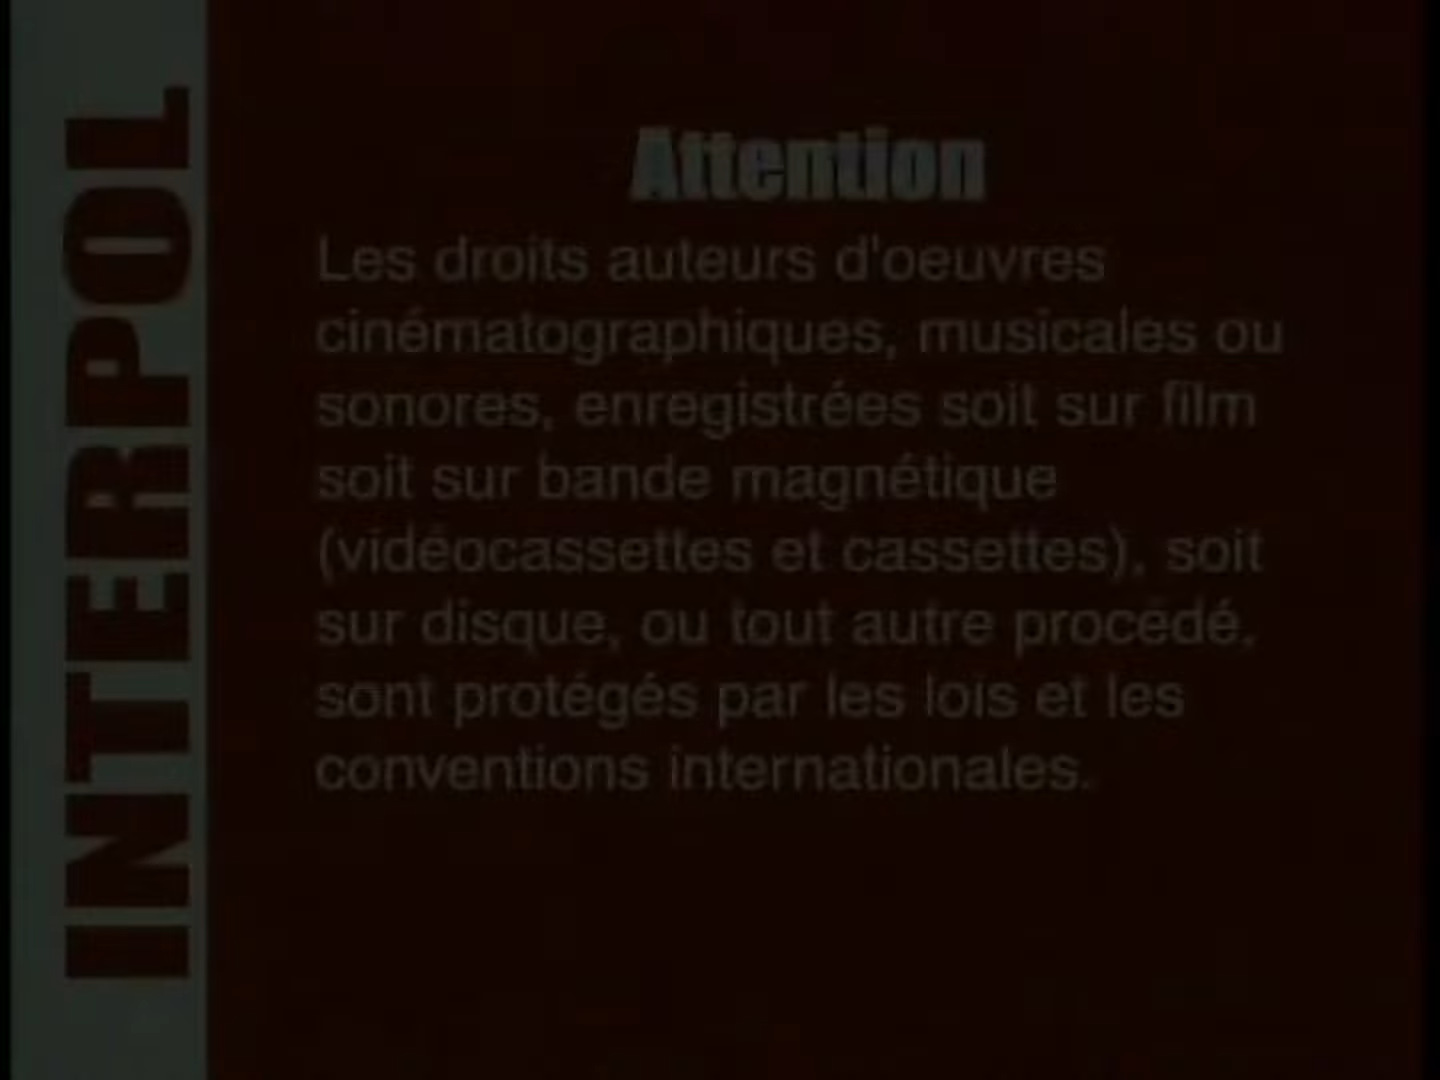 INTERPOL
Attention
Les droits auteurs d'oeuvres
cinématographiques, musicales ou
sonores, enregistrées soit sur film
soit sur bande magnétique
(vidéocassettes et cassettes), soit
sur disque, ou tout autre procédé,
sont protégés par les lois et les
conventions internationales.